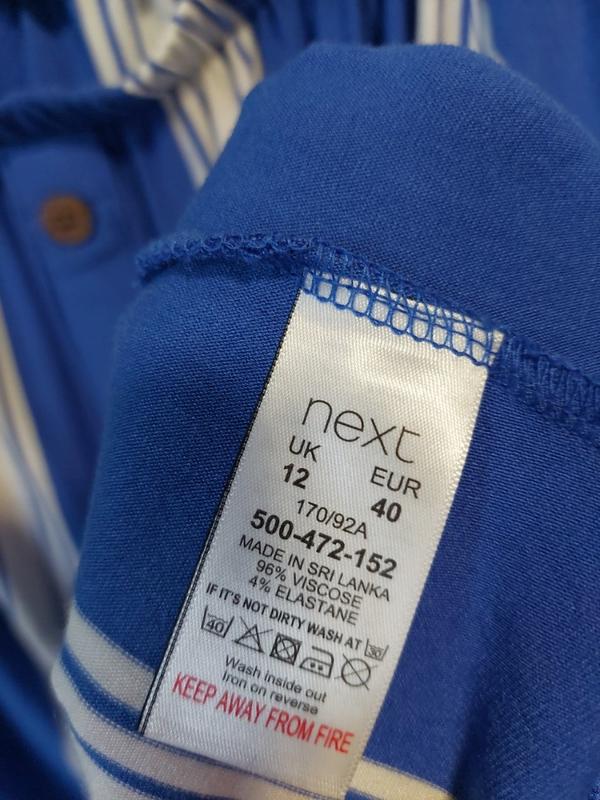 next
UK EUR
12 40
170/92A
500-472-152
MADE IN SRI LANKA
96% VISCOSE
4% ELASTANE
IF IT'S NOT DIRTY WASH AT 30
40
Wash inside out
Iron on reverse
KEEP AWAY FROM FIRE